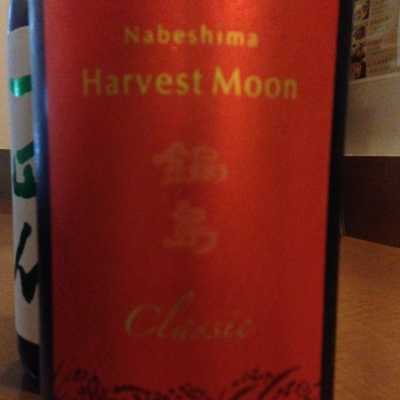 Nabeshima
Harvest Moon
鍋
島
Classic